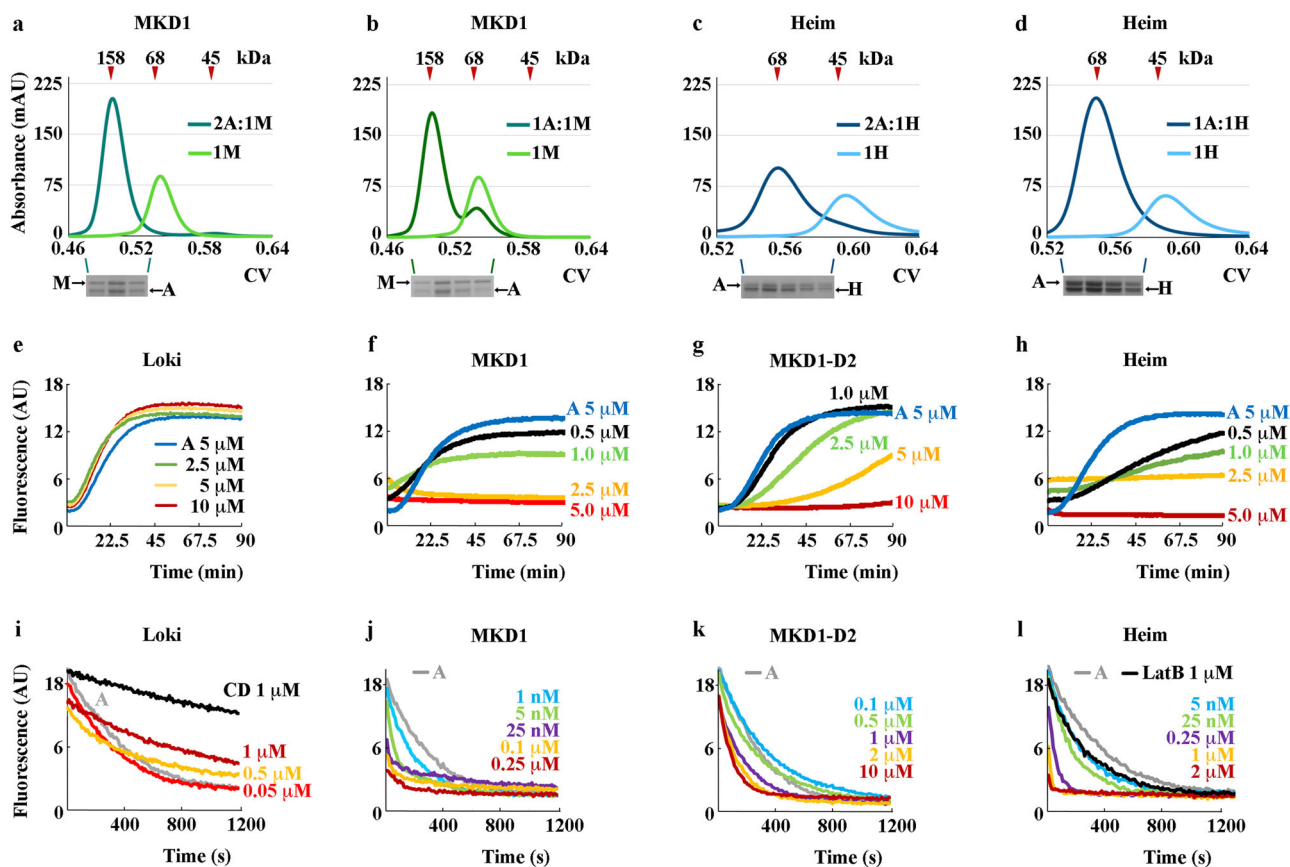 a MKD1 b MKD1 c Heim d Heim
158 68 45 kDa 158 68 45 kDa 68 45 kDa 68 45 kDa
Absorbance (mAU)
225 225 225 225
150 150 150 150
75 75 75 75
0 0 0 0
2A:1M 1A:1M 2A:1H 1A:1H
1M 1M 1H 1H
0.46 0.52 0.58 0.64 0.46 0.52 0.58 0.64 0.52 0.56 0.60 0.64 0.52 0.56 0.60 0.64
CV CV CV CV
M A M A A H A H
e Loki f MKD1 g MKD1-D2 h Heim
Fluorescence (AU)
18 18 18 18
12 12 12 12
6 6 6 6
0 0 0 0
A 5 μM
2.5 μM
5 μM
10 μM
A 5 μM
0.5 μM
1.0 μM
2.5 μM
5.0 μM
1.0 μM
A 5 μM
2.5 μM
5 μM
10 μM
A 5 μM
0.5 μM
1.0 μM
2.5 μM
5.0 μM
22.5 45 67.5 90 22.5 45 67.5 90 22.5 45 67.5 90 22.5 45 67.5 90
Time (min) Time (min) Time (min) Time (min)
i Loki j MKD1 k MKD1-D2 l Heim
Fluorescence (AU)
18 18 18 18
6 6 6 6
0 0 0 0
CD 1 μM
A
1 μM
0.5 μM
0.05 μM
A
1 nM
5 nM
25 nM
0.1 μM
0.25 μM
A
0.1 μM
0.5 μM
1 μM
2 μM
10 μM
A LatB 1 μM
5 nM
25 nM
0.25 μM
1 μM
2 μM
400 800 1200 400 800 1200 400 800 1200 400 800 1200
Time (s) Time (s) Time (s) Time (s)